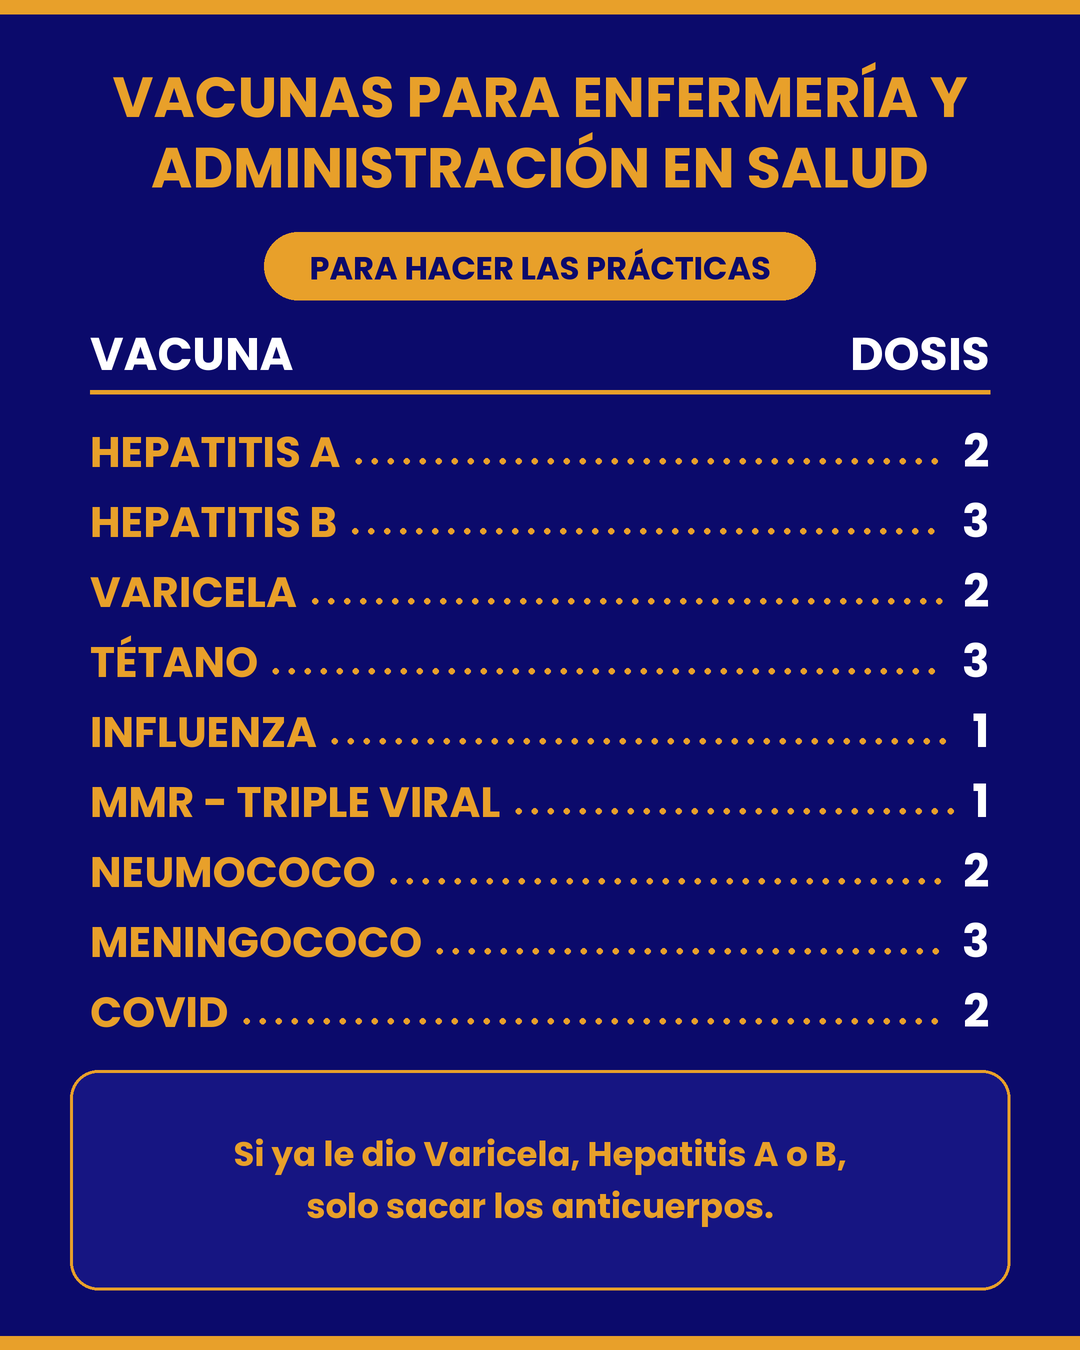 VACUNAS PARA ENFERMERÍA Y
ADMINISTRACIÓN EN SALUD
PARA HACER LAS PRÁCTICAS
VACUNA DOSIS
HEPATITIS A ..................................... 2
HEPATITIS B ..................................... 3
VARICELA ........................................ 2
TÉTANO .......................................... 3
INFLUENZA ....................................... 1
MMR - TRIPLE VIRAL ............................ 1
NEUMOCOCO ................................... 2
MENINGOCOCO ................................ 3
COVID ............................................ 2
Si ya le dio Varicela, Hepatitis A o B,
solo sacar los anticuerpos.